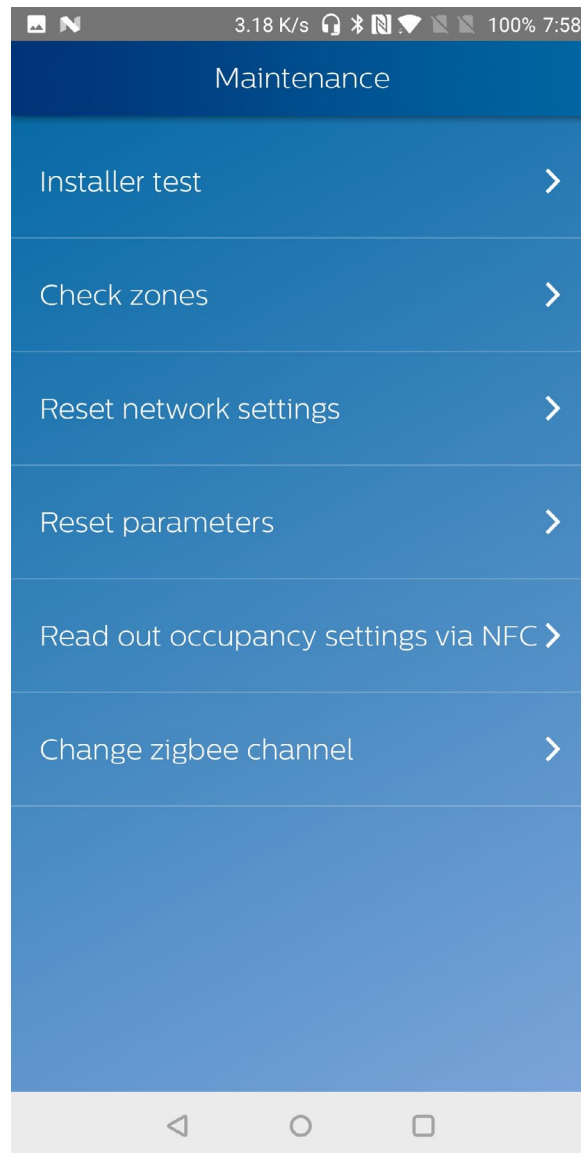 3.18 K/s 100% 7:58
Maintenance
Installer test
Check zones
Reset network settings
Reset parameters
Read out occupancy settings via NFC
Change zigbee channel